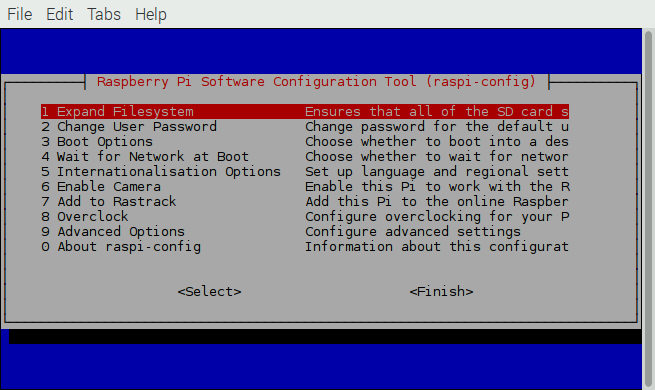 File Edit Tabs Help
Raspberry Pi Software Configuration Tool (raspi-config)
1 Expand Filesystem Ensures that all of the SD card s
2 Change User Password Change password for the default u
3 Boot Options Choose whether to boot into a des
4 Wait for Network at Boot Choose whether to wait for networ
5 Internationalisation Options Set up language and regional sett
6 Enable Camera Enable this Pi to work with the R
7 Add to Rastrack Add this Pi to the online Raspber
8 Overclock Configure overclocking for your P
9 Advanced Options Configure advanced settings
0 About raspi-config Information about this configurat
<Select> <Finish>